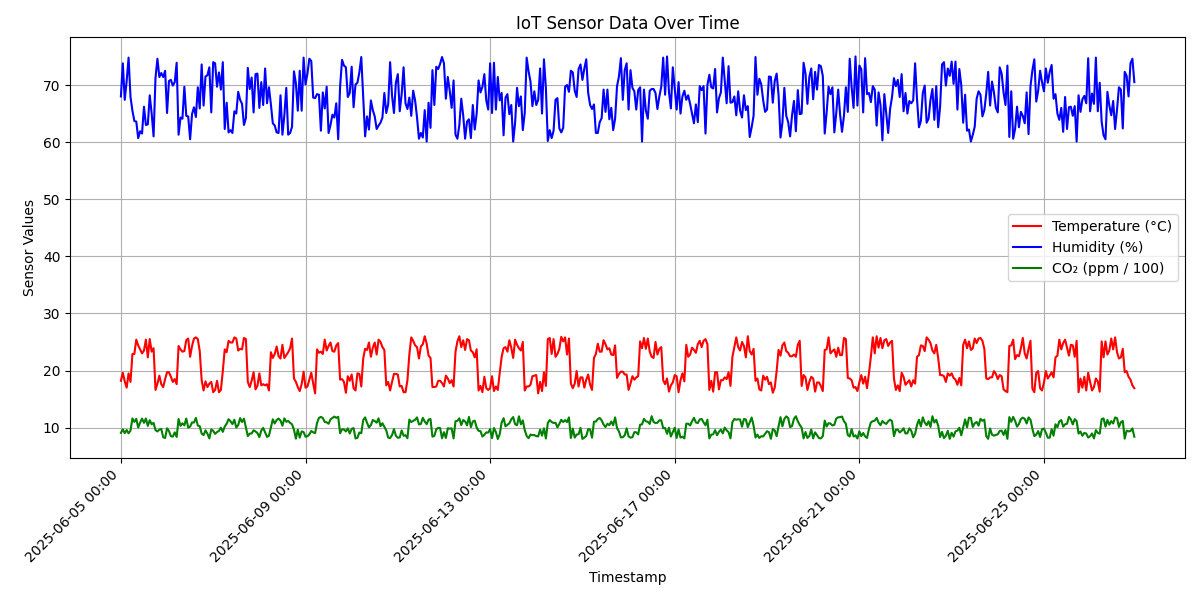 IoT Sensor Data Over Time
Sensor Values
70
60
50
40
30
20
10
Temperature (°C)
Humidity (%)
CO₂ (ppm / 100)
2025-06-05 00:00
2025-06-09 00:00
2025-06-13 00:00
2025-06-17 00:00
2025-06-21 00:00
2025-06-25 00:00
Timestamp